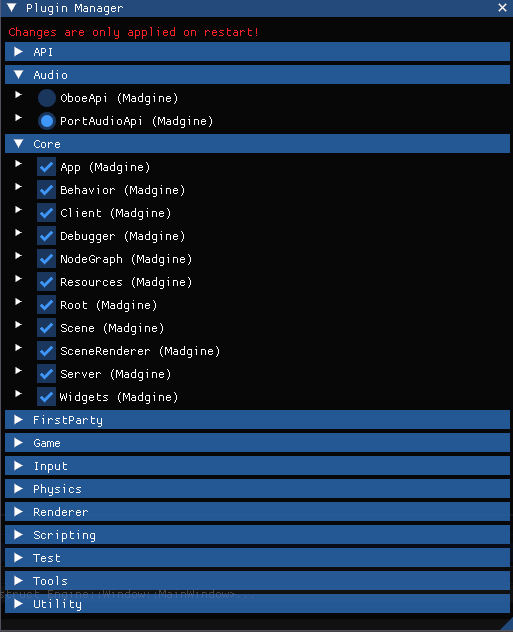 Plugin Manager
Changes are only applied on restart!
API
Audio
OboeApi (Madgine)
PortAudioApi (Madgine)
Core
App (Madgine)
Behavior (Madgine)
Client (Madgine)
Debugger (Madgine)
NodeGraph (Madgine)
Resources (Madgine)
Root (Madgine)
Scene (Madgine)
SceneRenderer (Madgine)
Server (Madgine)
Widgets (Madgine)
FirstParty
Game
Input
Physics
Renderer
Scripting
Test
Tools
struct Engine::Window::MainWindow>...
Utility